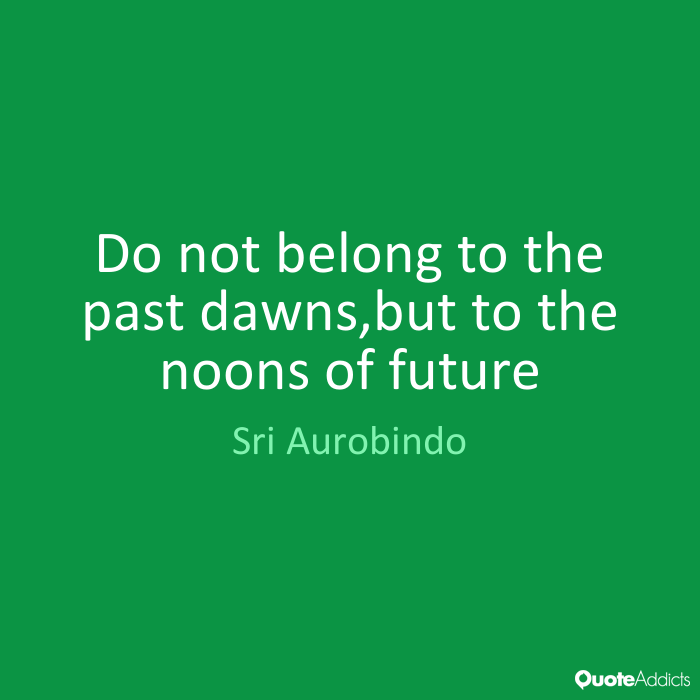 Do not belong to the
past dawns,but to the
noons of future
Sri Aurobindo
QuoteAddicts